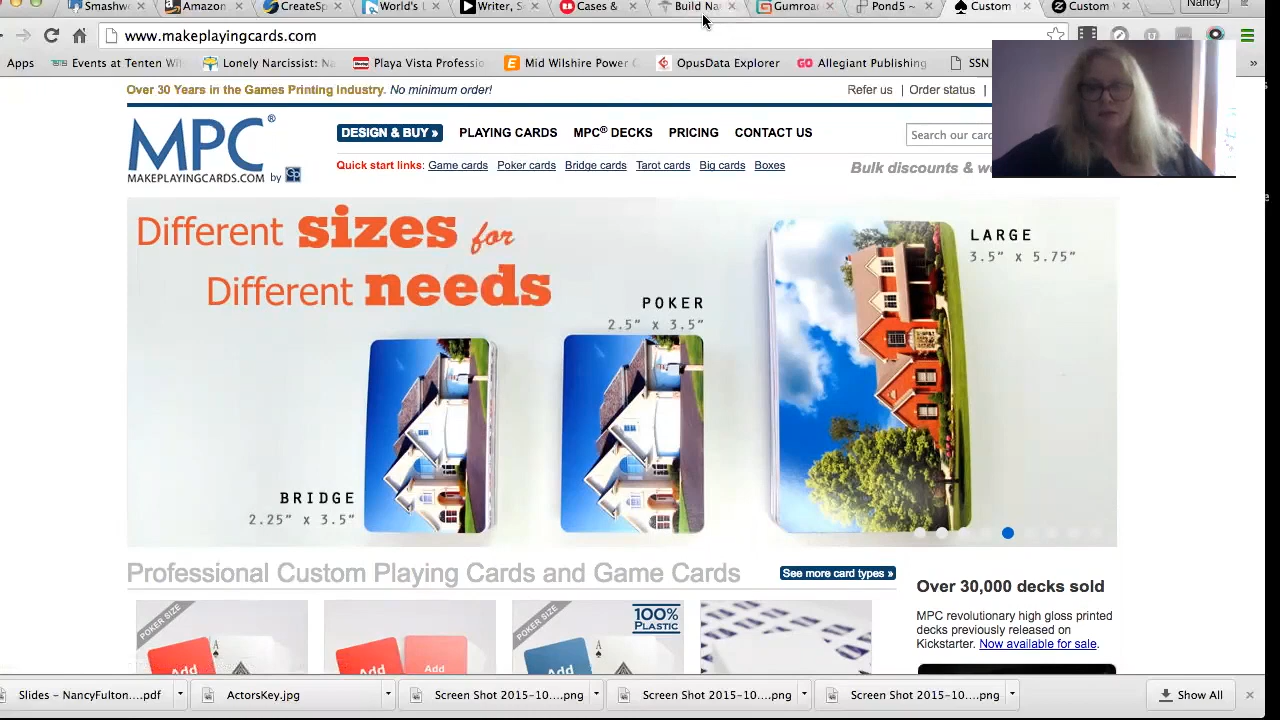 Smashw
Amazon
CreateSp
World's L
Writer, S
Cases &
Build Na
Gumroa
Pond5 ~
Custom
Custom
Nancy
www.makeplayingcards.com
Apps
Events at Tenten Wil
Lonely Narcissist: Na
Playa Vista Professio
Mid Wilshire Power C
OpusData Explorer
GO Allegiant Publishing
SSN
»
Over 30 Years in the Games Printing Industry. No minimum order!
Refer us | Order status |
MPC®
MAKEPLAYINGCARDS.COM by
DESIGN & BUY » PLAYING CARDS MPC® DECKS PRICING CONTACT US
Search our card
Quick start links: Game cards Poker cards Bridge cards Tarot cards Big cards Boxes
Bulk discounts & w
Different sizes for
Different needs
LARGE
3.5" x 5.75"
POKER
2.5" x 3.5"
BRIDGE
2.25" x 3.5"
Professional Custom Playing Cards and Game Cards
See more card types »
Over 30,000 decks sold
MPC revolutionary high gloss printed
decks previously released on
Kickstarter. Now available for sale.
POKER SIZE
Add
A
Add
Add
POKER SIZE
100%
PLASTIC
Add
A
Slides – NancyFulton....pdf
ActorsKey.jpg
Screen Shot 2015-10....png
Screen Shot 2015-10....png
Screen Shot 2015-10....png
Show All